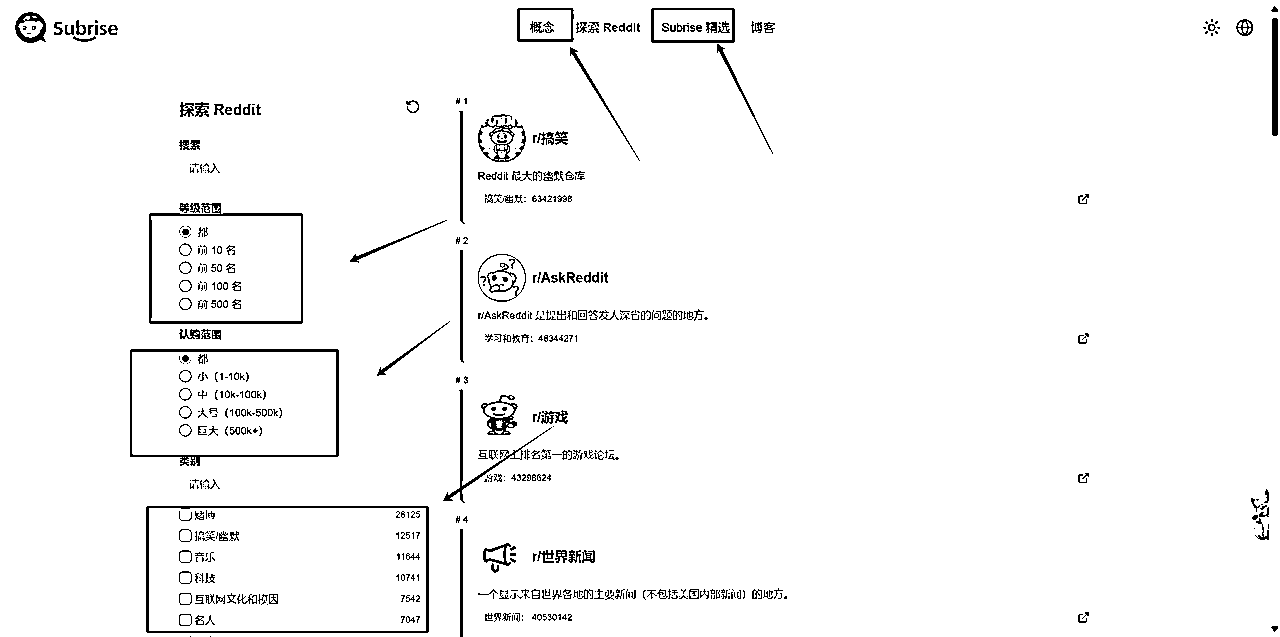 Subrise
概念 探索 Reddit Subrise 精选 博客
探索 Reddit
搜索
请输入
等级范围
都
前 10 名
前 50 名
前 100 名
前 500 名
认购范围
都
小（1-10k）
中（10k-100k）
大号（100k-500k）
巨大（500k+）
类别
请输入
赌博 26125
搞笑/幽默 12517
音乐 11644
科技 10741
互联网文化和模因 7542
名人 7047
# 1
r/搞笑
Reddit 最大的幽默仓库
搞笑/幽默：63421998
# 2
r/AskReddit
r/AskReddit 是提出和回答发人深省的问题的地方。
学习和教育：48344271
# 3
r/游戏
互联网上排名第一的游戏论坛。
游戏：43298624
# 4
r/世界新闻
一个显示来自世界各地的主要新闻（不包括美国内部新闻）的地方。
世界新闻：40530142